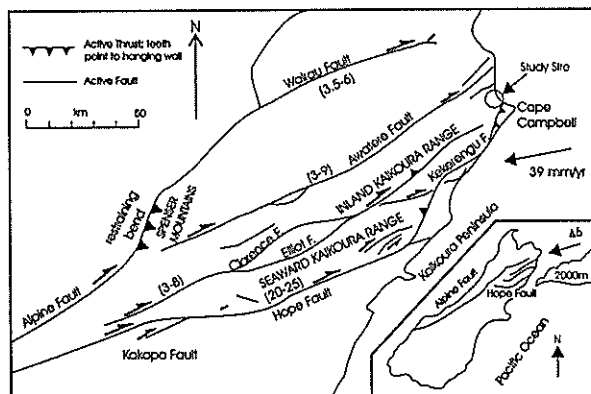 Active Thrust: teeth
point to hanging wall
Active Fault
0 km 50
N
Wairau Fault
(3.5-6)
Study Site
Cape
Campbell
39 mm/yr
Awatere Fault
(3-9)
INLAND KAIKOURA RANGE
Kekerengu F.
restraining
bend
SPENSER
MOUNTAINS
Clarence F.
Elliot F.
SEAWARD KAIKOURA RANGE
(20-25)
Hope Fault
Alpine Fault
(3-8)
Kakapo Fault
Kaikoura Peninsula
Alpine Fault
Hope Fault
2000m
N
Pacific Ocean